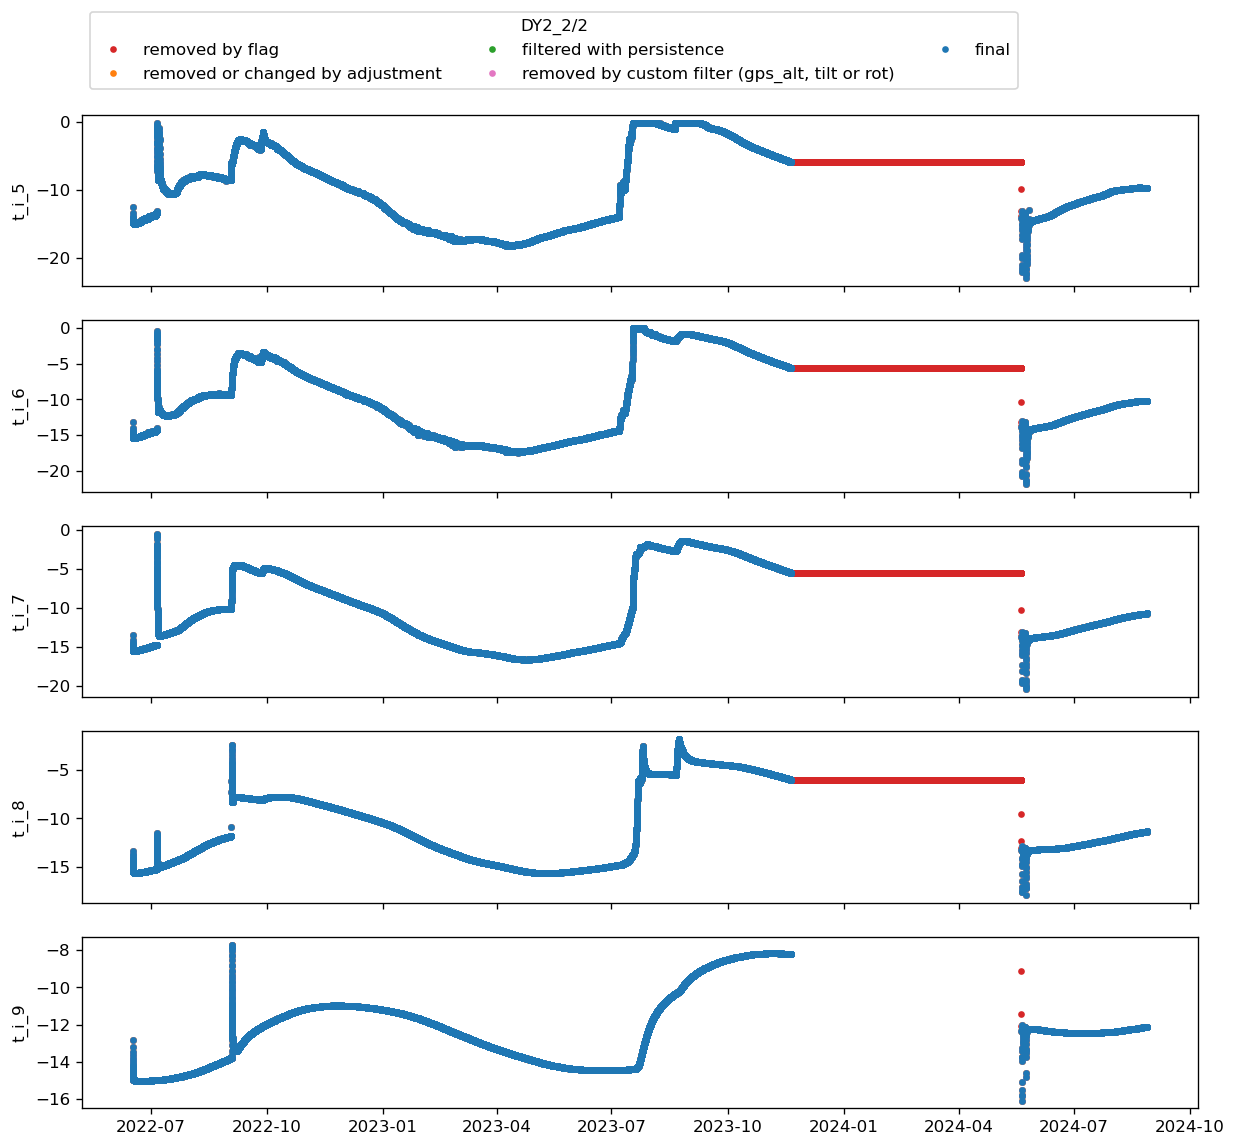 DY2_2/2
removed by flag
removed or changed by adjustment
filtered with persistence
removed by custom filter (gps_alt, tilt or rot)
final
t_i_5
0
−10
−20
t_i_6
0
−5
−10
−15
−20
t_i_7
0
−5
−10
−15
−20
t_i_8
−5
−10
−15
t_i_9
−8
−10
−12
−14
−16
2022-07 2022-10 2023-01 2023-04 2023-07 2023-10 2024-01 2024-04 2024-07 2024-10